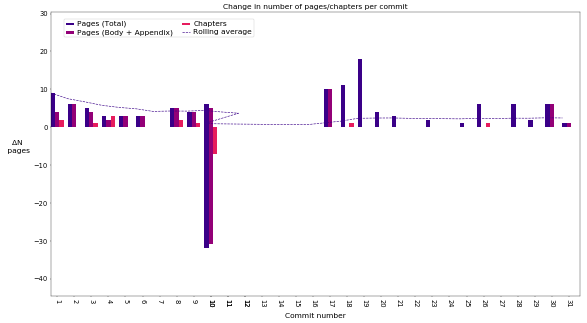 Change in number of pages/chapters per commit
Pages (Total)
Pages (Body + Appendix)
Chapters
Rolling average
30
20
10
0
−10
−20
−30
−40
ΔN
pages
1 2 3 4 5 6 7 8 9 10 11 12 13 14 15 16 17 18 19 20 21 22 23 24 25 26 27 28 29 30 31
Commit number